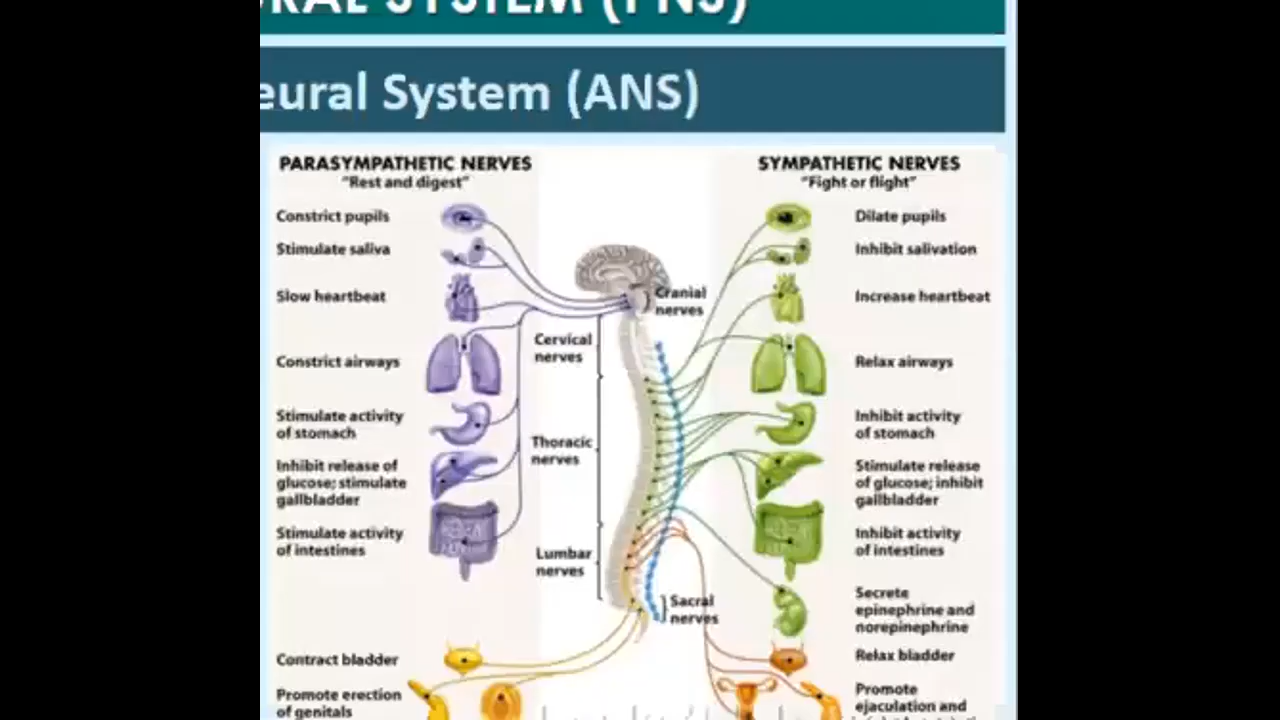 RAL SYSTEM (PNS)
eural System (ANS)
PARASYMPATHETIC NERVES
"Rest and digest"
Constrict pupils
Stimulate saliva
Slow heartbeat
Constrict airways
Stimulate activity
of stomach
Inhibit release of
glucose; stimulate
gallbladder
Stimulate activity
of intestines
Contract bladder
Promote erection
of genitals
Cranial
nerves
Cervical
nerves
Thoracic
nerves
Lumbar
nerves
Sacral
nerves
SYMPATHETIC NERVES
"Fight or flight"
Dilate pupils
Inhibit salivation
Increase heartbeat
Relax airways
Inhibit activity
of stomach
Stimulate release
of glucose; inhibit
gallbladder
Inhibit activity
of intestines
Secrete
epinephrine and
norepinephrine
Relax bladder
Promote
ejaculation and